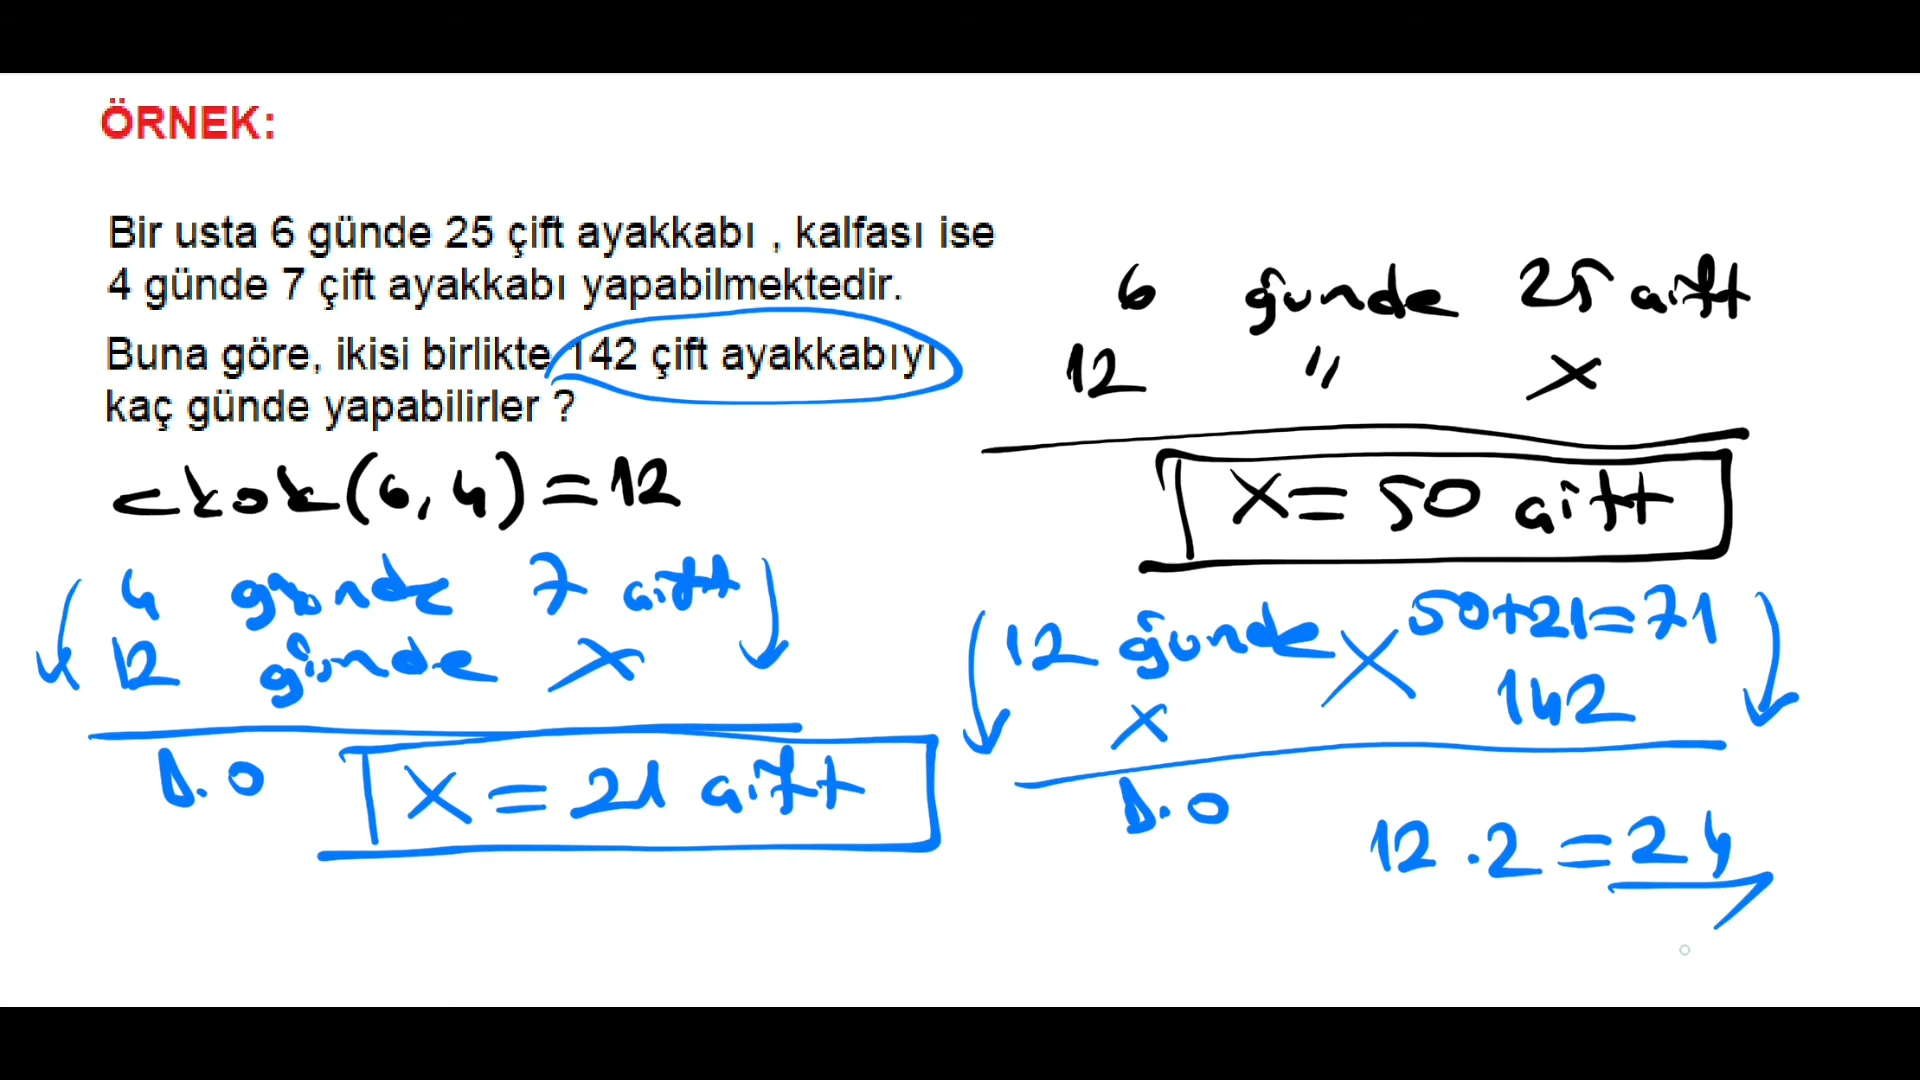 ÖRNEK:
Bir usta 6 günde 25 çift ayakkabı , kalfası ise
4 günde 7 çift ayakkabı yapabilmektedir.
Buna göre, ikisi birlikte 142 çift ayakkabıyı
kaç günde yapabilirler ?
ekok(6,4)=12
4 günde 7 çift
12 günde x
D.O
x = 21 çift
6 günde 25 çift
12 " x
x = 50 çift
12 günde 50+21=71
x 142
D.O
12 . 2 = 24